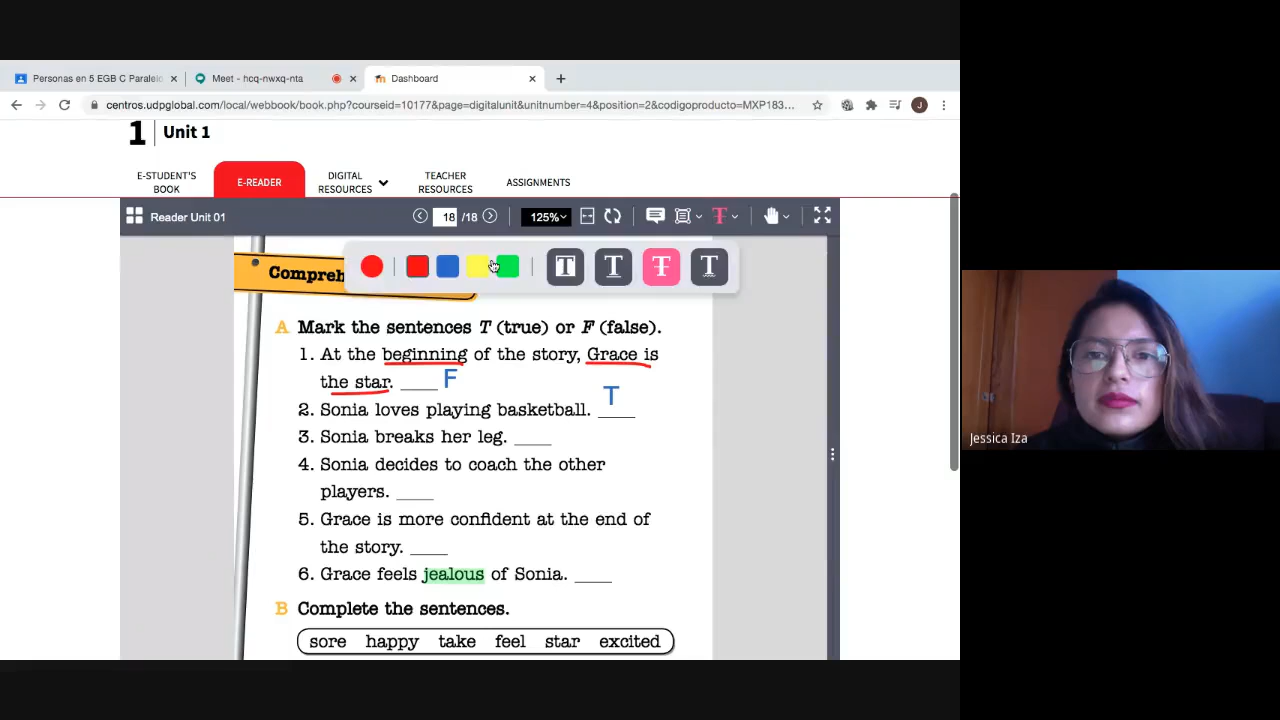 Personas en 5 EGB C Paralelo
Meet - hcq-nwxq-nta
Dashboard
centros.udpglobal.com/local/webbook/book.php?courseid=10177&page=digitalunit&unitnumber=4&position=2&codigoproducto=MXP183...
J
1 Unit 1
E-STUDENT'S BOOK
E-READER
DIGITAL RESOURCES
TEACHER RESOURCES
ASSIGNMENTS
Reader Unit 01
18 /18
125%
T
T T T T
Compreh
A Mark the sentences T (true) or F (false).
1. At the beginning of the story, Grace is
the star. ____ F
2. Sonia loves playing basketball. ____ T
3. Sonia breaks her leg. ____
4. Sonia decides to coach the other
players. ____
5. Grace is more confident at the end of
the story. ____
6. Grace feels jealous of Sonia. ____
B Complete the sentences.
sore happy take feel star excited
Jessica Iza